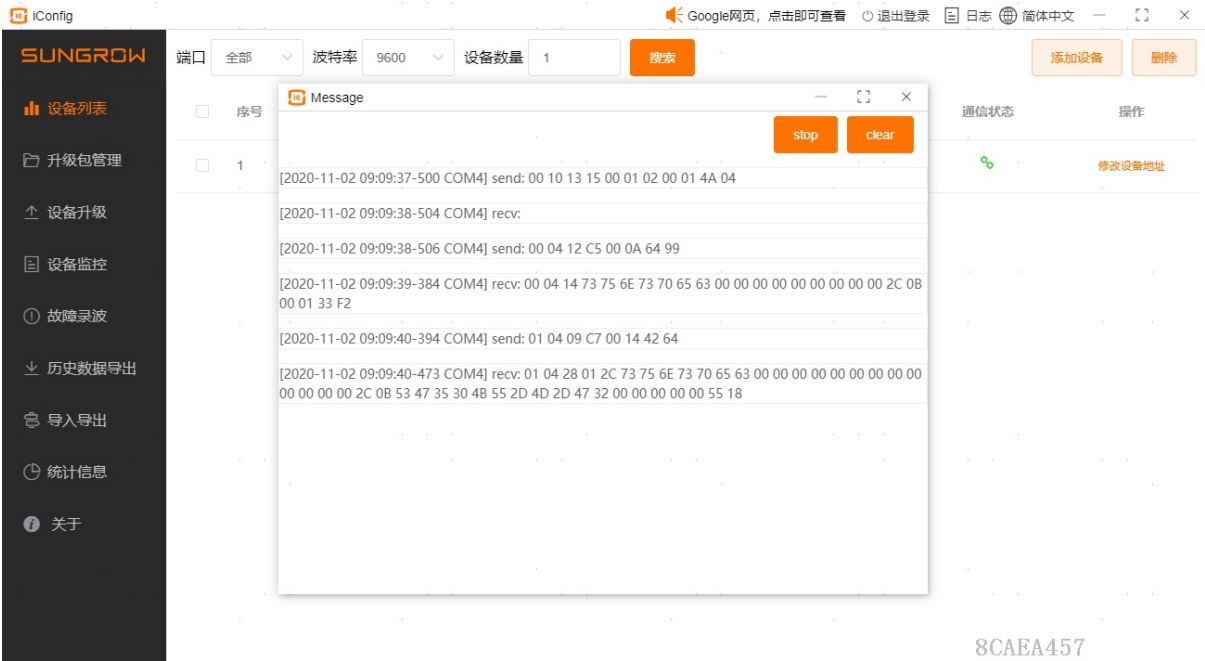 iConfig
Google网页，点击即可查看 退出登录 日志 简体中文
SUNGROW
端口 全部 波特率 9600 设备数量 1 搜索 添加设备 删除
设备列表
序号
通信状态 操作
Message
stop clear
升级包管理
1
修改设备地址
[2020-11-02 09:09:37-500 COM4] send: 00 10 13 15 00 01 02 00 01 4A 04
设备升级
[2020-11-02 09:09:38-504 COM4] recv:
[2020-11-02 09:09:38-506 COM4] send: 00 04 12 C5 00 0A 64 99
设备监控
[2020-11-02 09:09:39-384 COM4] recv: 00 04 14 73 75 6E 73 70 65 63 00 00 00 00 00 00 00 00 00 2C 0B
00 01 33 F2
故障录波
[2020-11-02 09:09:40-394 COM4] send: 01 04 09 C7 00 14 42 64
历史数据导出
[2020-11-02 09:09:40-473 COM4] recv: 01 04 28 01 2C 73 75 6E 73 70 65 63 00 00 00 00 00 00 00 00 00
00 00 00 00 2C 0B 53 47 35 30 4B 55 2D 4D 2D 47 32 00 00 00 00 00 55 18
导入导出
统计信息
关于
8CAEA457